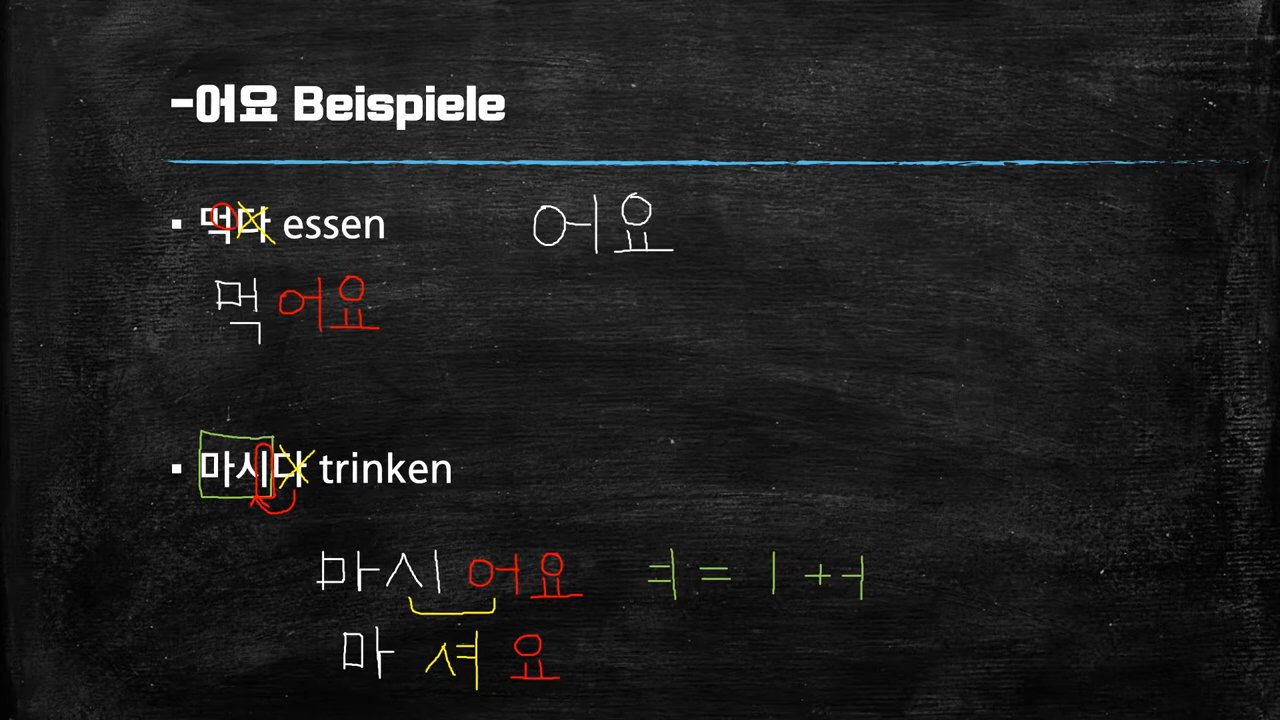 -어요 Beispiele
▪ 먹다 essen
어요
먹 어요
▪ 마시다 trinken
마시 어요 ㅕ = ㅣ + ㅓ
마 셔 요